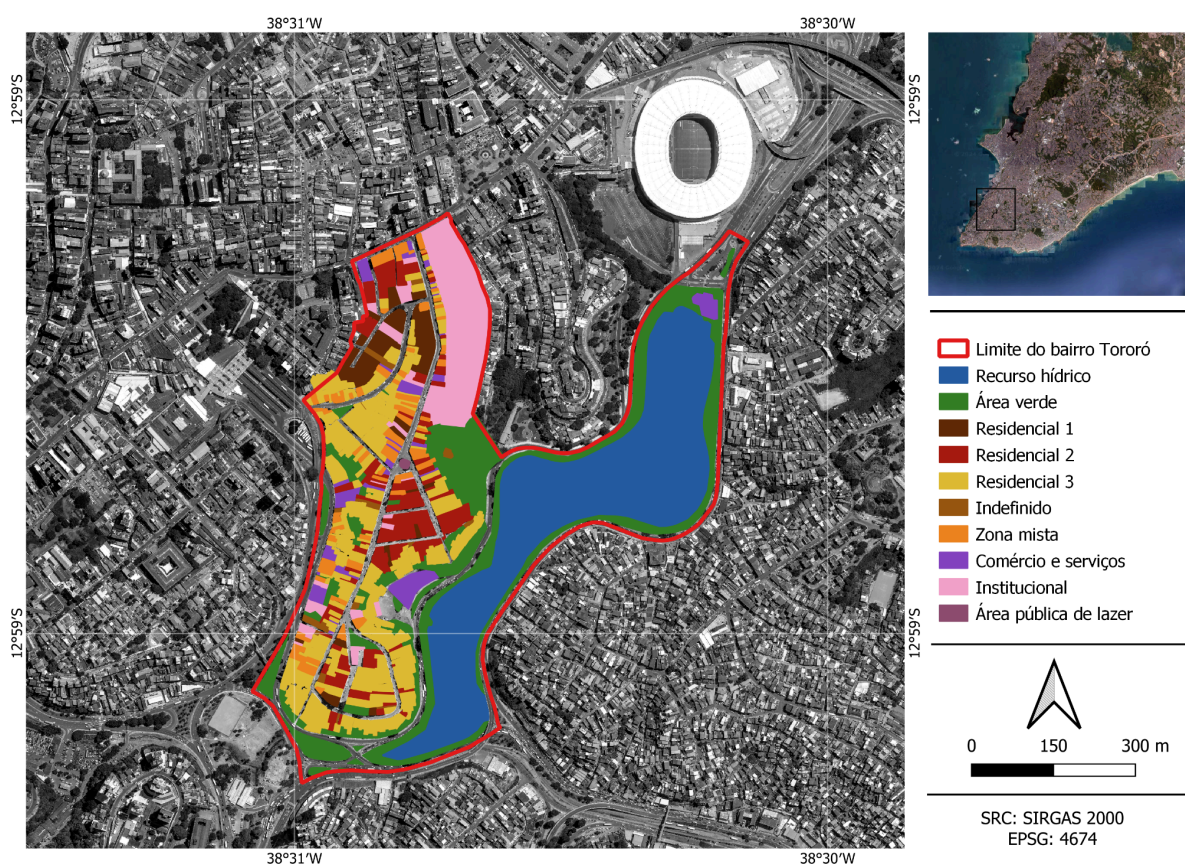 38°31′W
38°30′W
12°59′S
12°59′S
12°59′S
12°59′S
38°31′W
38°30′W
Limite do bairro Tororó
Recurso hídrico
Área verde
Residencial 1
Residencial 2
Residencial 3
Indefinido
Zona mista
Comércio e serviços
Institucional
Área pública de lazer
0 150 300 m
SRC: SIRGAS 2000
EPSG: 4674